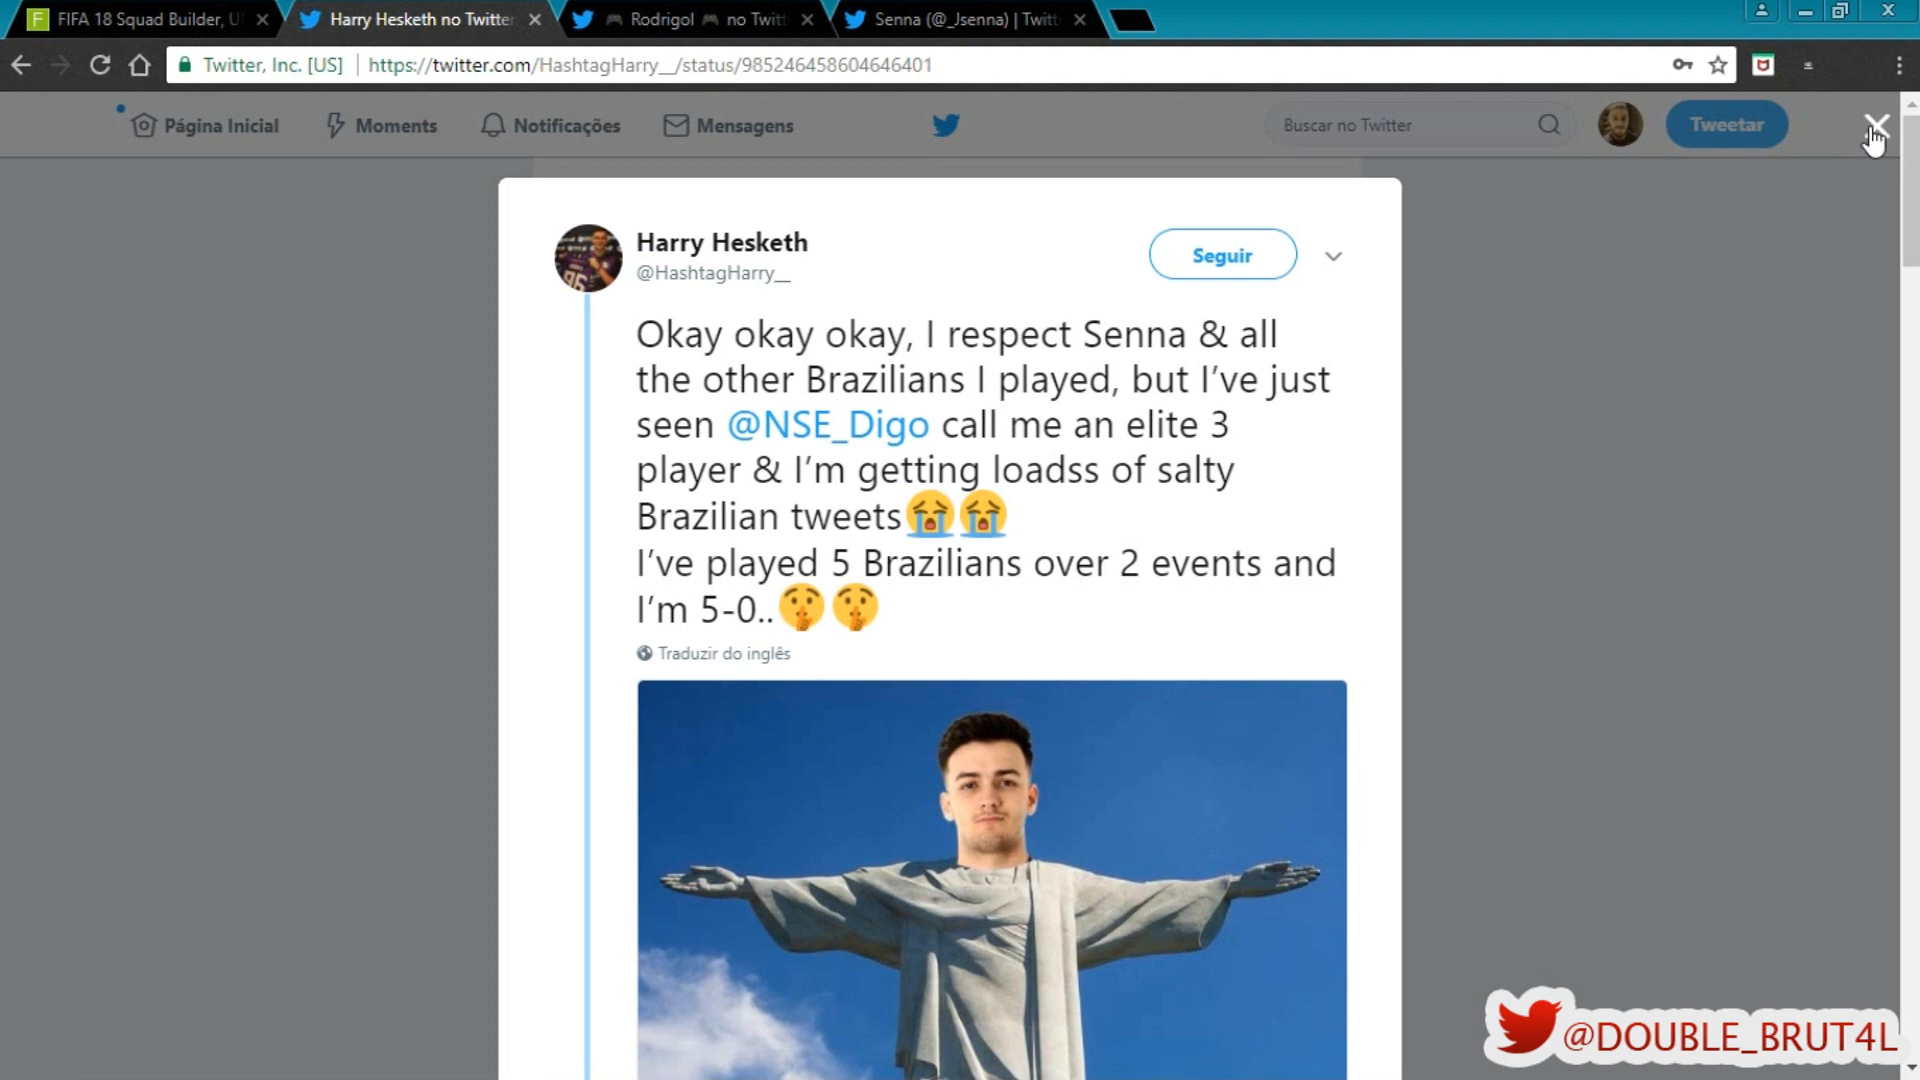 FIFA 18 Squad Builder, U
Harry Hesketh no Twitter
Rodrigol 🎮 no Twitt
Senna (@_Jsenna) | Twitt
Twitter, Inc. [US]
https://twitter.com/HashtagHarry__/status/985246458604646401
Página Inicial
Moments
Notificações
Mensagens
Buscar no Twitter
Tweetar
Harry Hesketh
@HashtagHarry__
Seguir
Okay okay okay, I respect Senna & all
the other Brazilians I played, but I’ve just
seen @NSE_Digo call me an elite 3
player & I’m getting loadss of salty
Brazilian tweets😭😭
I’ve played 5 Brazilians over 2 events and
I’m 5-0..🤫🤫
Traduzir do inglês
@DOUBLE_BRUT4L